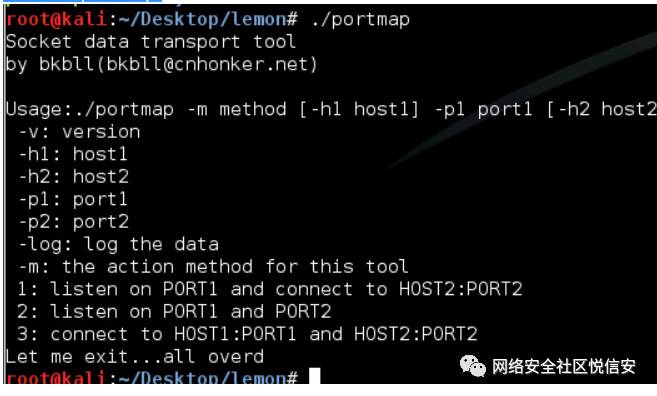 root@kali:~/Desktop/lemon# ./portmap
Socket data transport tool
by bkbll(bkbll@cnhonker.net)
Usage:./portmap -m method [-h1 host1] -p1 port1 [-h2 host2
-v: version
-h1: host1
-h2: host2
-p1: port1
-p2: port2
-log: log the data
-m: the action method for this tool
1: listen on PORT1 and connect to HOST2:PORT2
2: listen on PORT1 and PORT2
3: connect to HOST1:PORT1 and HOST2:PORT2
Let me exit...all overd
网络安全社区悦信安
root@kali:~/Desktop/lemon#